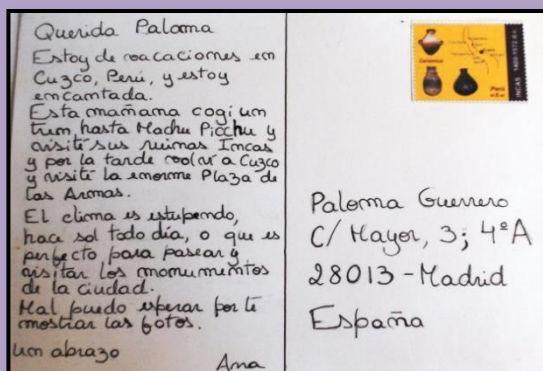 Querida Paloma
Estoy de vacaciones en
Cuzco, Perú, y estoy
encantada.
Esta mañana cogi un
tren hasta Machu Picchu y
visité sus ruinas Incas
y por la tarde volví a Cuzco
y visité la enorme Plaza de
las Armas.
El clima es estupendo,
hace sol todo día, o que es
perfecto para pasear y
visitar los monumentos
de la ciudad.
Mal puedo esperar por te
mostrar las fotos.
un abrazo
Ana
Ceramica
Perú
INCAS
Paloma Guerrero
C/ Mayor, 3; 4ºA
28013 - Madrid
España